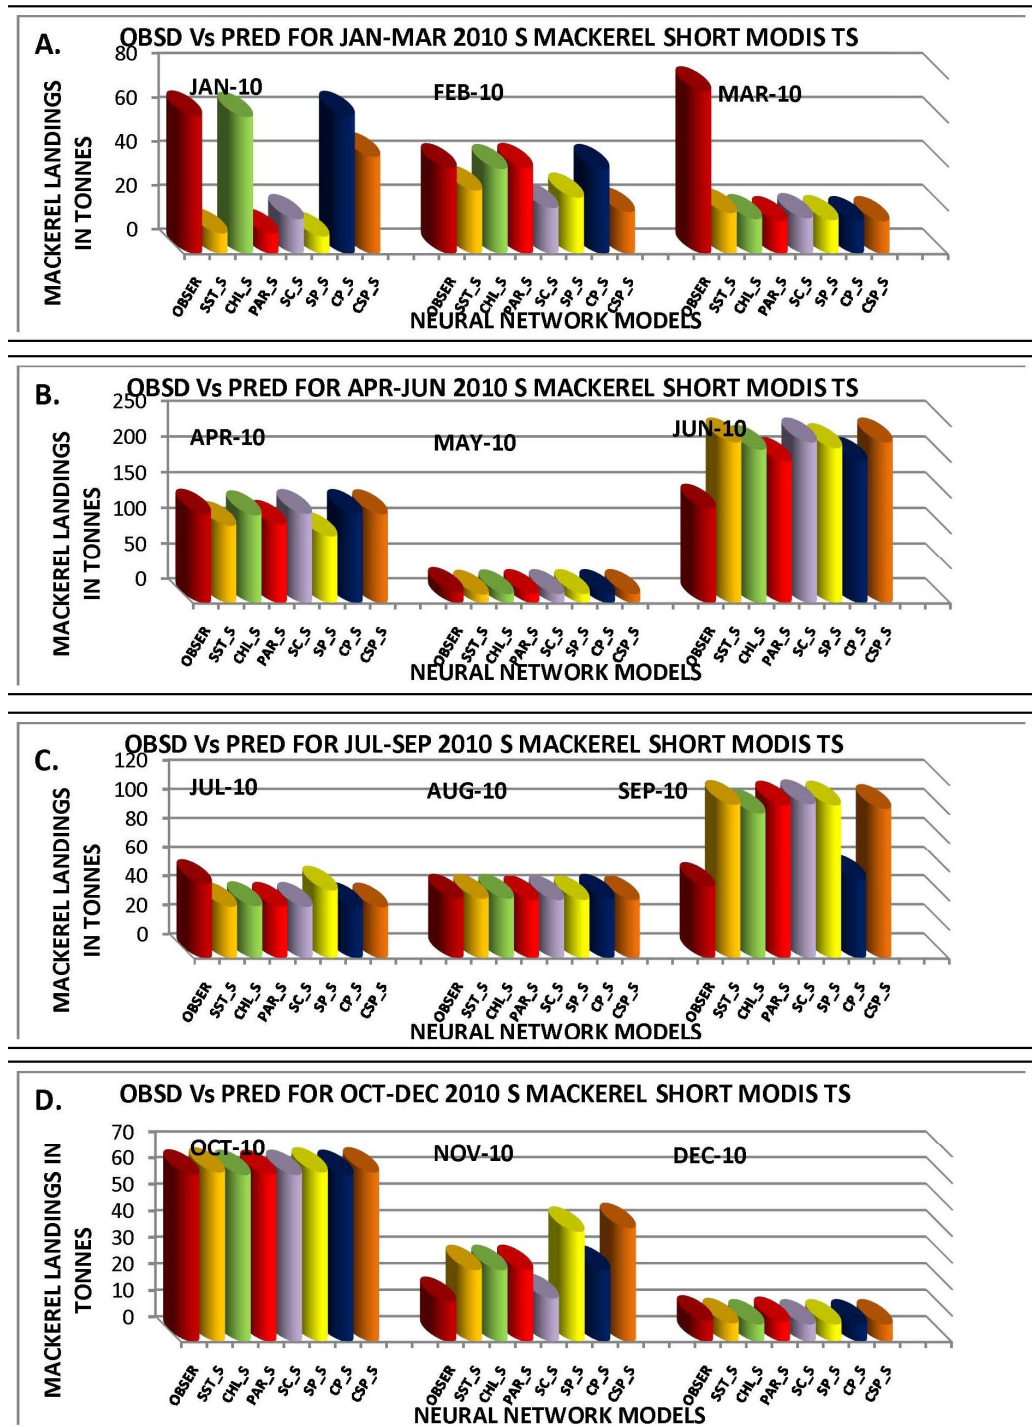 A.
OBSD Vs PRED FOR JAN-MAR 2010 S MACKEREL SHORT MODIS TS
MACKEREL LANDINGS
IN TONNES
80
60
40
20
0
JAN-10
FEB-10
MAR-10
OBSER SST_S CHL_S PAR_S SC_S SP_S CP_S CSP_S
OBSER SST_S CHL_S PAR_S SC_S SP_S CP_S CSP_S
OBSER SST_S CHL_S PAR_S SC_S SP_S CP_S CSP_S
NEURAL NETWORK MODELS
B.
OBSD Vs PRED FOR APR-JUN 2010 S MACKEREL SHORT MODIS TS
MACKEREL LANDINGS
IN TONNES
250
200
150
100
50
0
APR-10
MAY-10
JUN-10
OBSER SST_S CHL_S PAR_S SC_S SP_S CP_S CSP_S
OBSER SST_S CHL_S PAR_S SC_S SP_S CP_S CSP_S
OBSER SST_S CHL_S PAR_S SC_S SP_S CP_S CSP_S
NEURAL NETWORK MODELS
C.
OBSD Vs PRED FOR JUL-SEP 2010 S MACKEREL SHORT MODIS TS
MACKEREL LANDINGS
IN TONNES
120
100
80
60
40
20
0
JUL-10
AUG-10
SEP-10
OBSER SST_S CHL_S PAR_S SC_S SP_S CP_S CSP_S
OBSER SST_S CHL_S PAR_S SC_S SP_S CP_S CSP_S
OBSER SST_S CHL_S PAR_S SC_S SP_S CP_S CSP_S
NEURAL NETWORK MODELS
D.
OBSD Vs PRED FOR OCT-DEC 2010 S MACKEREL SHORT MODIS TS
MACKEREL LANDINGS IN
TONNES
70
60
50
40
30
20
10
0
OCT-10
NOV-10
DEC-10
OBSER SST_S CHL_S PAR_S SC_S SP_S CP_S CSP_S
OBSER SST_S CHL_S PAR_S SC_S SP_S CP_S CSP_S
OBSER SST_S CHL_S PAR_S SC_S SP_S CP_S CSP_S
NEURAL NETWORK MODELS